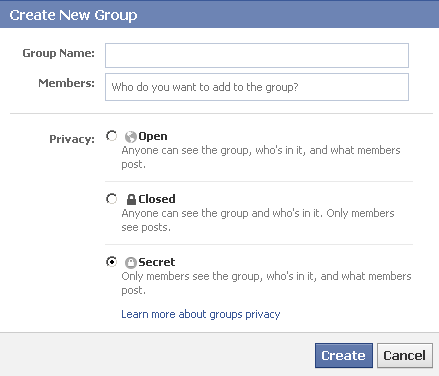 Create New Group
Group Name:
Members: Who do you want to add to the group?
Privacy: Open
Anyone can see the group, who's in it, and what members
post.
Closed
Anyone can see the group and who's in it. Only members
see posts.
Secret
Only members see the group, who's in it, and what members
post.
Learn more about groups privacy
Create Cancel